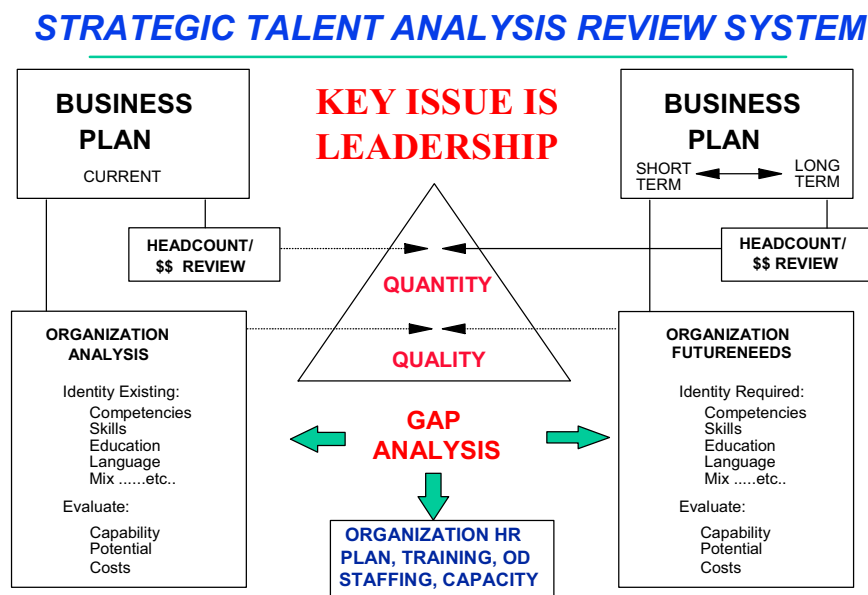 STRATEGIC TALENT ANALYSIS REVIEW SYSTEM
BUSINESS
PLAN
CURRENT
KEY ISSUE IS
LEADERSHIP
BUSINESS
PLAN
SHORT
TERM
LONG
TERM
HEADCOUNT/
$$ REVIEW
HEADCOUNT/
$$ REVIEW
QUANTITY
QUALITY
ORGANIZATION
ANALYSIS
Identity Existing:
Competencies
Skills
Education
Language
Mix ......etc..
Evaluate:
Capability
Potential
Costs
GAP
ANALYSIS
ORGANIZATION HR
PLAN, TRAINING, OD
STAFFING, CAPACITY
ORGANIZATION
FUTURENEEDS
Identity Required:
Competencies
Skills
Education
Language
Mix .....etc..
Evaluate:
Capability
Potential
Costs